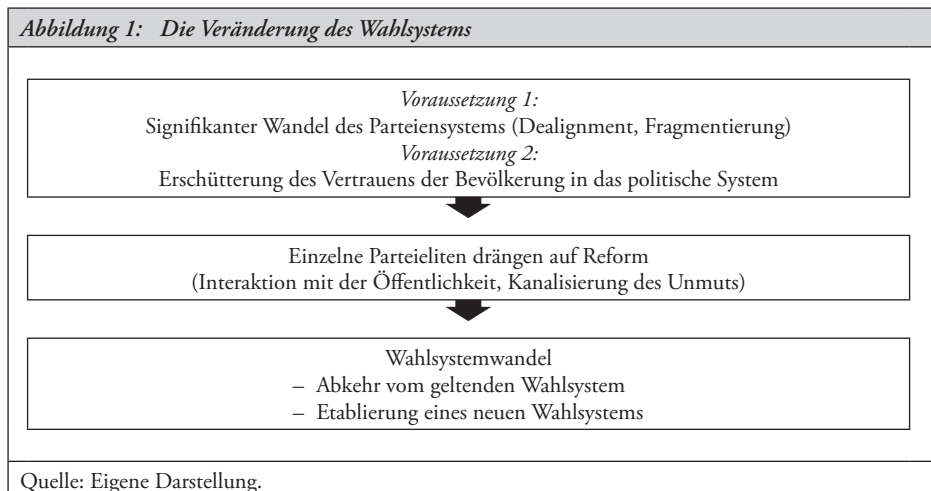 Abbildung 1: Die Veränderung des Wahlsystems
Voraussetzung 1:
Signifikanter Wandel des Parteiensystems (Dealignment, Fragmentierung)
Voraussetzung 2:
Erschütterung des Vertrauens der Bevölkerung in das politische System
Einzelne Parteieliten drängen auf Reform
(Interaktion mit der Öffentlichkeit, Kanalisierung des Unmuts)
Wahlsystemwandel
– Abkehr vom geltenden Wahlsystem
– Etablierung eines neuen Wahlsystems
Quelle: Eigene Darstellung.